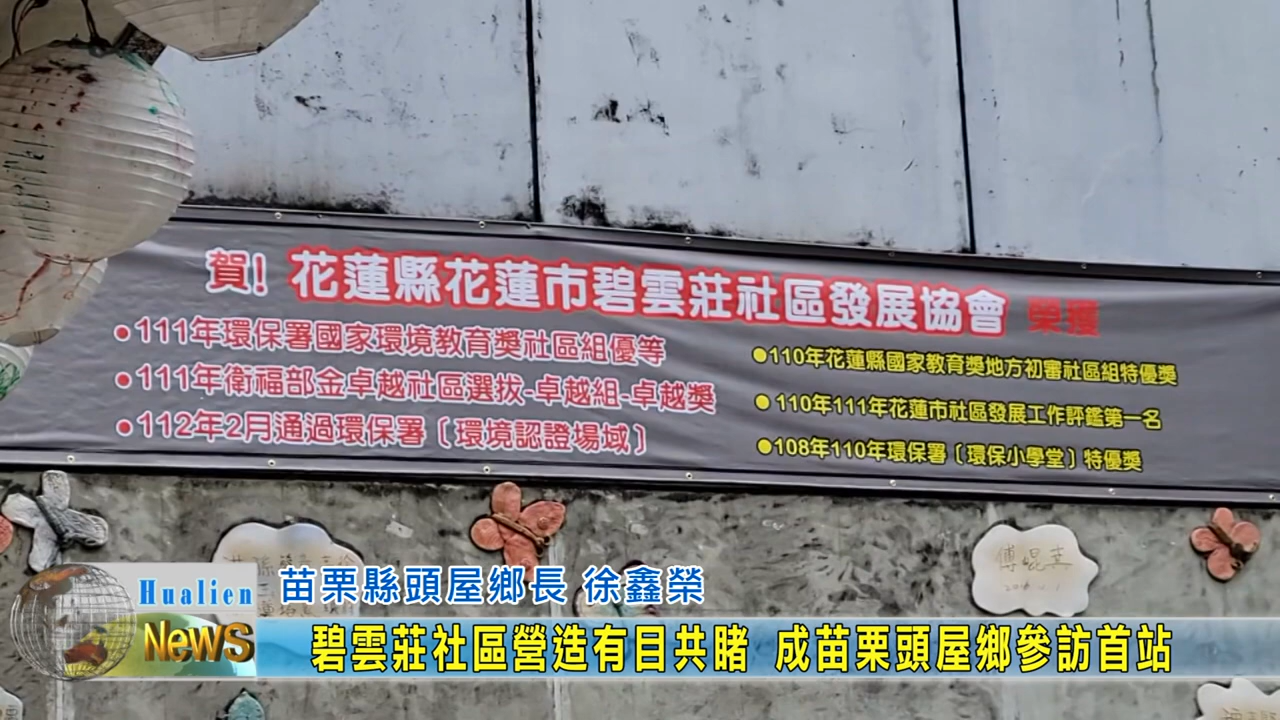 賀! 花蓮縣花蓮市碧雲莊社區發展協會 榮獲
●111年環保署國家環境教育獎社區組優等
●111年衛福部金卓越社區選拔-卓越組-卓越獎
●112年2月通過環保署〔環境認證場域〕
●110年花蓮縣國家教育獎地方初審社區組特優獎
●110年111年花蓮市社區發展工作評鑑第一名
●108年110年環保署〔環保小學堂〕特優獎
傅崐萁
Hualien
News
苗栗縣頭屋鄉長 徐鑫榮
碧雲莊社區營造有目共睹 成苗栗頭屋鄉參訪首站